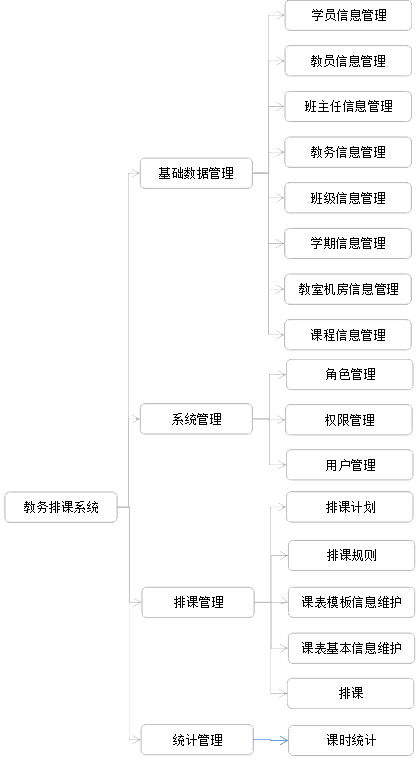 学员信息管理
教员信息管理
班主任信息管理
教务信息管理
基础数据管理
班级信息管理
学期信息管理
教室机房信息管理
课程信息管理
角色管理
系统管理
权限管理
用户管理
教务排课系统
排课计划
排课规则
排课管理
课表模板信息维护
课表基本信息维护
排课
统计管理
课时统计